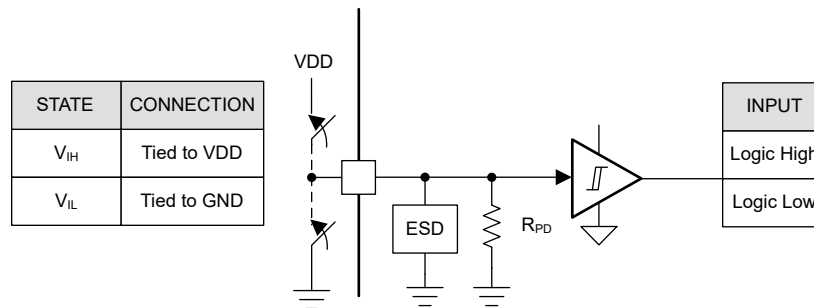 VDD
STATE CONNECTION
V_IH Tied to VDD
V_IL Tied to GND
ESD
R_PD
INPUT
Logic High
Logic Low